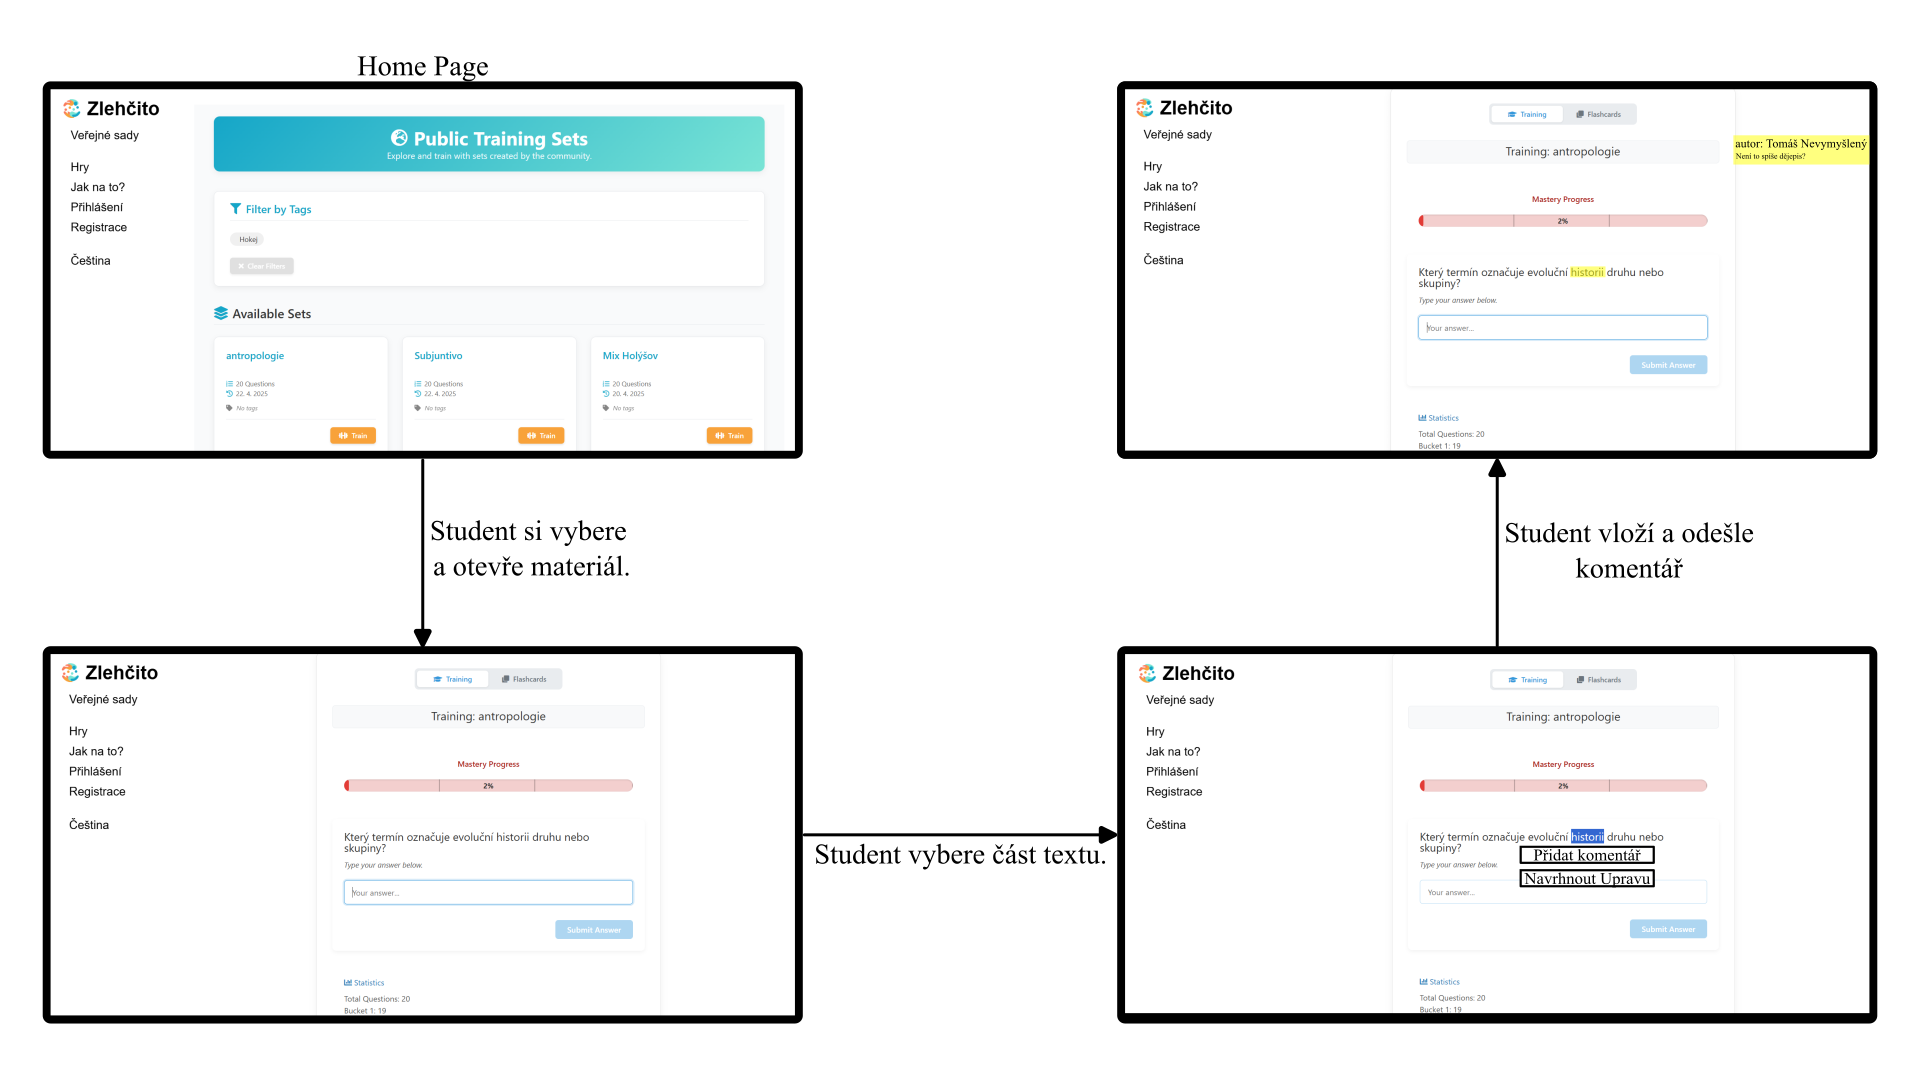 Home Page
Zlehčito
Veřejné sady
Hry
Jak na to?
Přihlášení
Registrace
Čeština
Public Training Sets
Explore and train with sets created by the community.
Filter by Tags
Hokej
Clear Filters
Available Sets
antropologie
20 Questions
22. 4. 2025
No tags
Train
Subjuntivo
20 Questions
22. 4. 2025
No tags
Train
Mix Holýšov
20 Questions
20. 4. 2025
No tags
Train
Student si vybere
a otevře materiál.
Zlehčito
Veřejné sady
Hry
Jak na to?
Přihlášení
Registrace
Čeština
Training
Flashcards
Training: antropologie
Mastery Progress
2%
Který termín označuje evoluční historii druhu nebo
skupiny?
Type your answer below.
Your answer...
Submit Answer
Statistics
Total Questions: 20
Bucket 1: 19
Student vybere část textu.
Zlehčito
Veřejné sady
Hry
Jak na to?
Přihlášení
Registrace
Čeština
Training
Flashcards
Training: antropologie
Mastery Progress
2%
Který termín označuje evoluční historii druhu nebo
skupiny?
Přidat komentář
Type your answer below.
Navrhnout Upravu
Your answer...
Submit Answer
Statistics
Total Questions: 20
Bucket 1: 19
Student vloží a odešle
komentář
Zlehčito
Veřejné sady
Hry
Jak na to?
Přihlášení
Registrace
Čeština
Training
Flashcards
Training: antropologie
autor: Tomáš Nevymyšlený
Není to spíše dějepis?
Mastery Progress
2%
Který termín označuje evoluční historii druhu nebo
skupiny?
Type your answer below.
Your answer...
Submit Answer
Statistics
Total Questions: 20
Bucket 1: 19